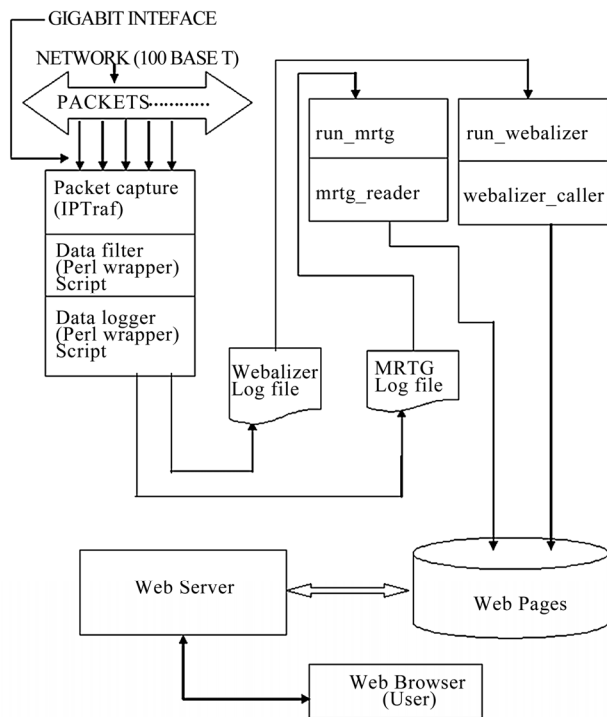 GIGABIT INTEFACE
NETWORK (100 BASE T)
PACKETS............
Packet capture
(IPTraf)
Data filter
(Perl wrapper)
Script
Data logger
(Perl wrapper)
Script
run_mrtg
mrtg_reader
run_webalizer
webalizer_caller
Webalizer
Log file
MRTG
Log file
Web Server
Web Pages
Web Browser
(User)